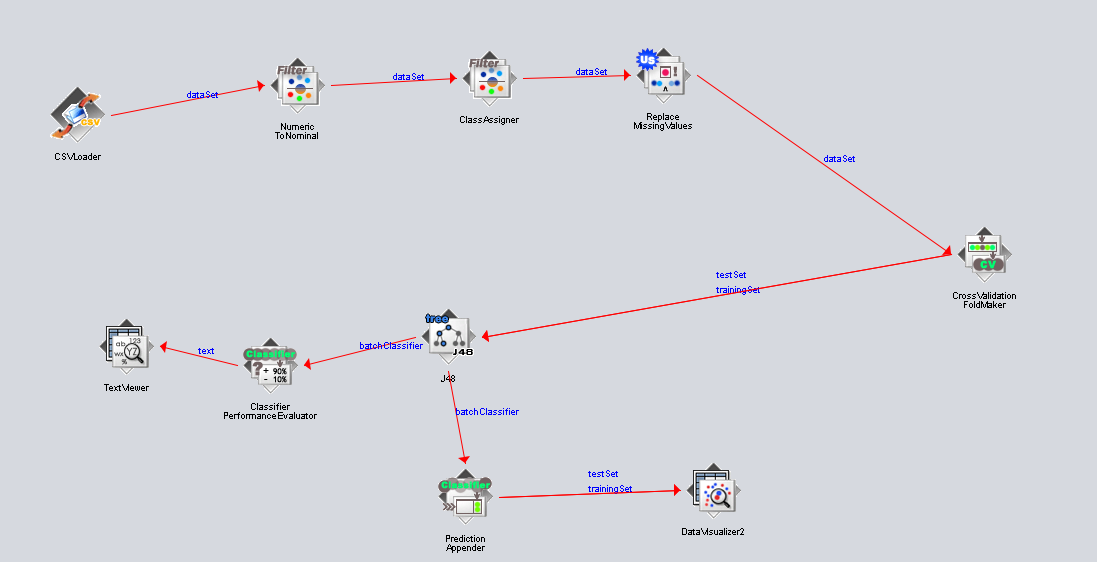 Filter
dataSet
Numeric
ToNominal
CSV
CSVLoader
dataSet
Filter
ClassAssigner
dataSet
Us
Replace
MissingValues
dataSet
CV
CrossValidation
FoldMaker
testSet
trainingSet
tree
J48
J48
batchClassifier
Classifier
?
+ 90%
- 10%
Classifier
PerformanceEvaluator
text
ab 123
wx YZ
%
TextViewer
batchClassifier
Classifier
Prediction
Appender
testSet
trainingSet
DataVisualizer2